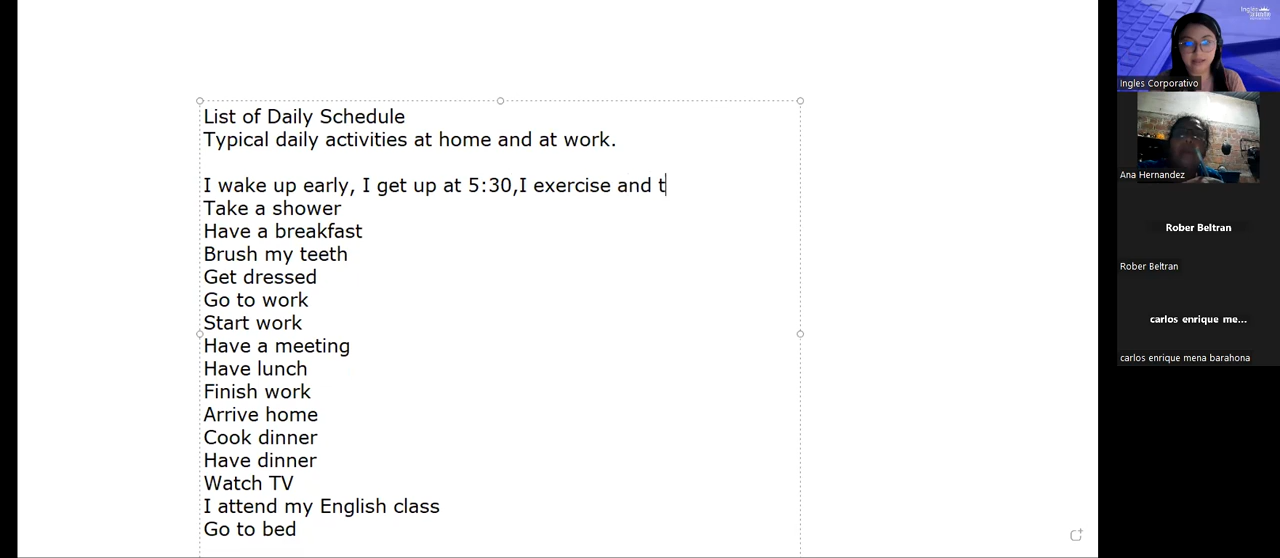 List of Daily Schedule
Typical daily activities at home and at work.
I wake up early, I get up at 5:30,I exercise and t
Take a shower
Have a breakfast
Brush my teeth
Get dressed
Go to work
Start work
Have a meeting
Have lunch
Finish work
Arrive home
Cook dinner
Have dinner
Watch TV
I attend my English class
Go to bed
Ingles Corporativo
Ana Hernandez
Rober Beltran
Rober Beltran
carlos enrique me...
carlos enrique mena barahona